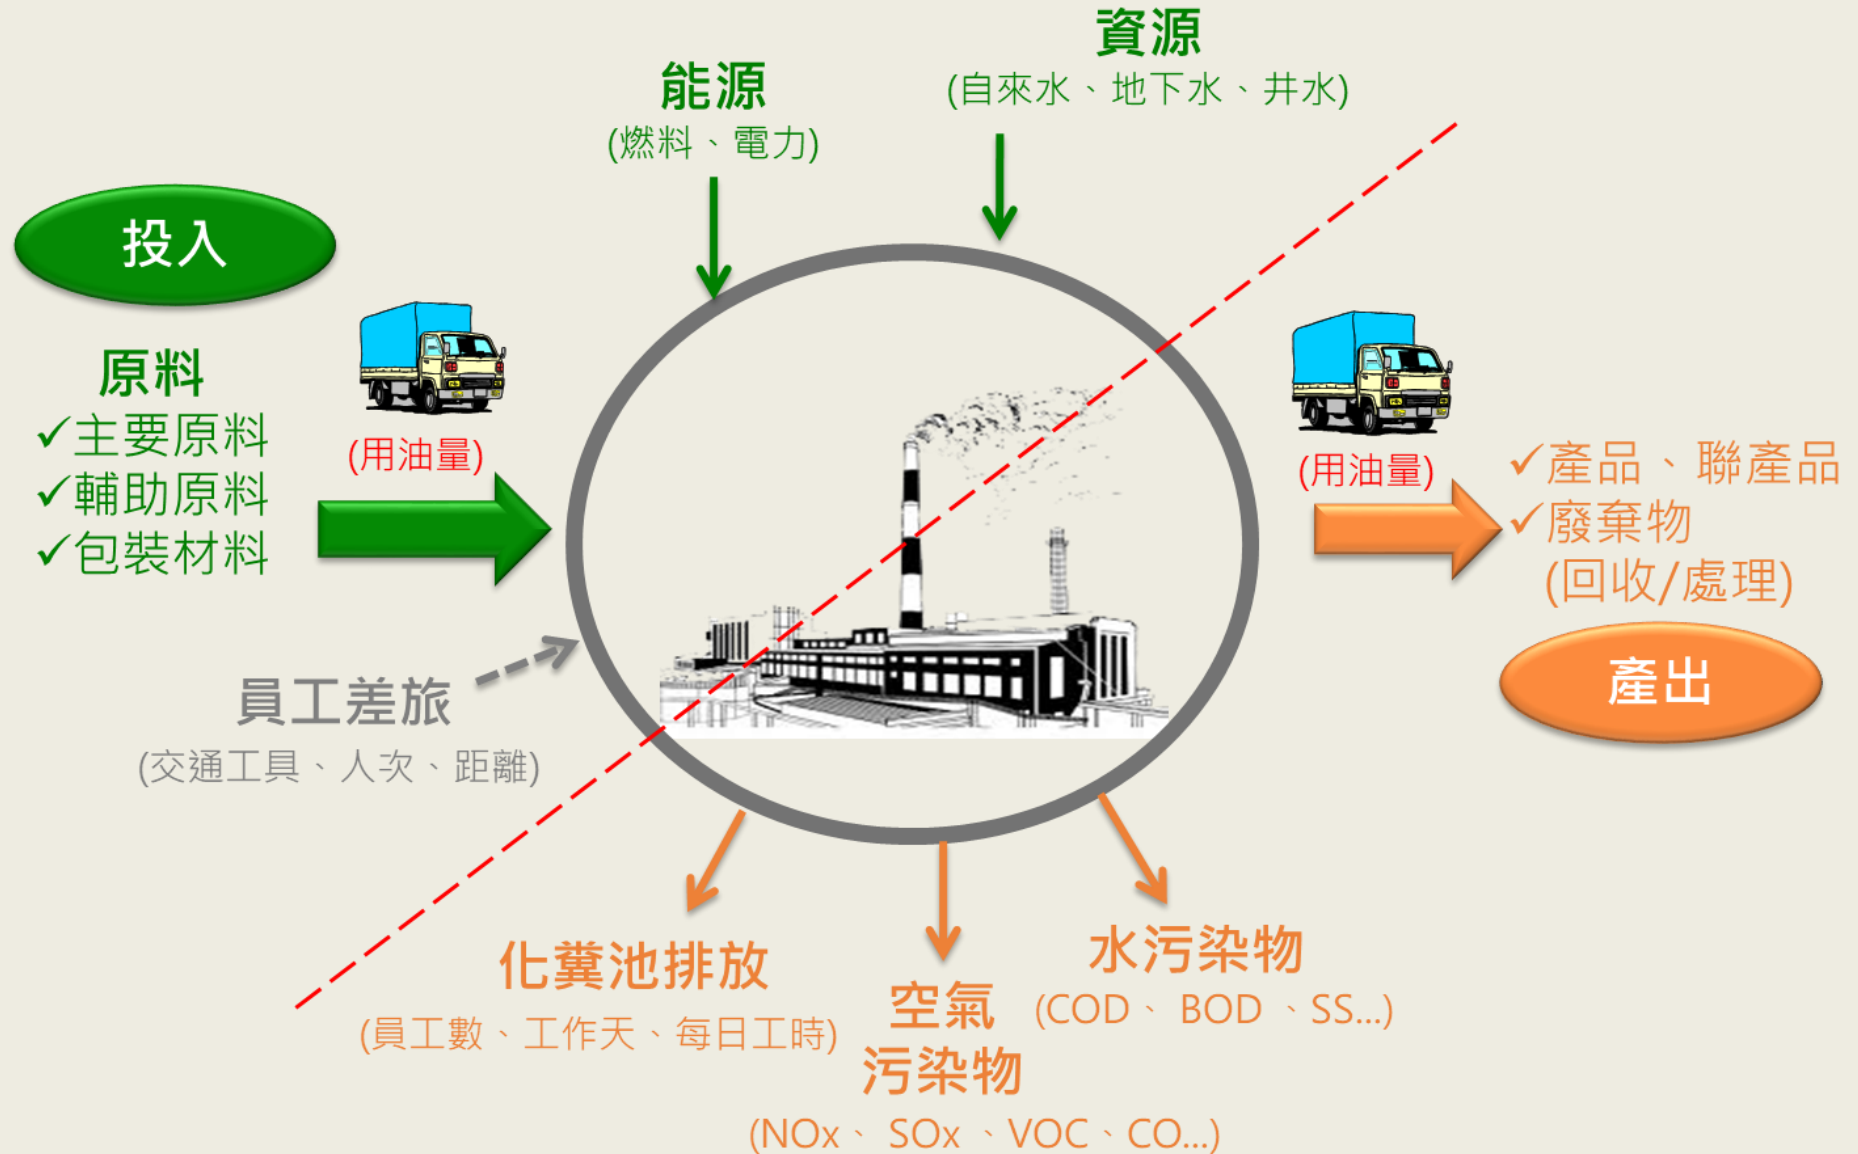 資源
(自來水、地下水、井水)
能源
(燃料、電力)
投入
原料
✓主要原料
✓輔助原料
✓包裝材料
(用油量)
(用油量)
✓產品、聯產品
✓廢棄物
(回收/處理)
產出
員工差旅
(交通工具、人次、距離)
化糞池排放
(員工數、工作天、每日工時)
空氣
污染物
(NOx、 SOx 、VOC、CO...)
水污染物
(COD、 BOD 、SS...)